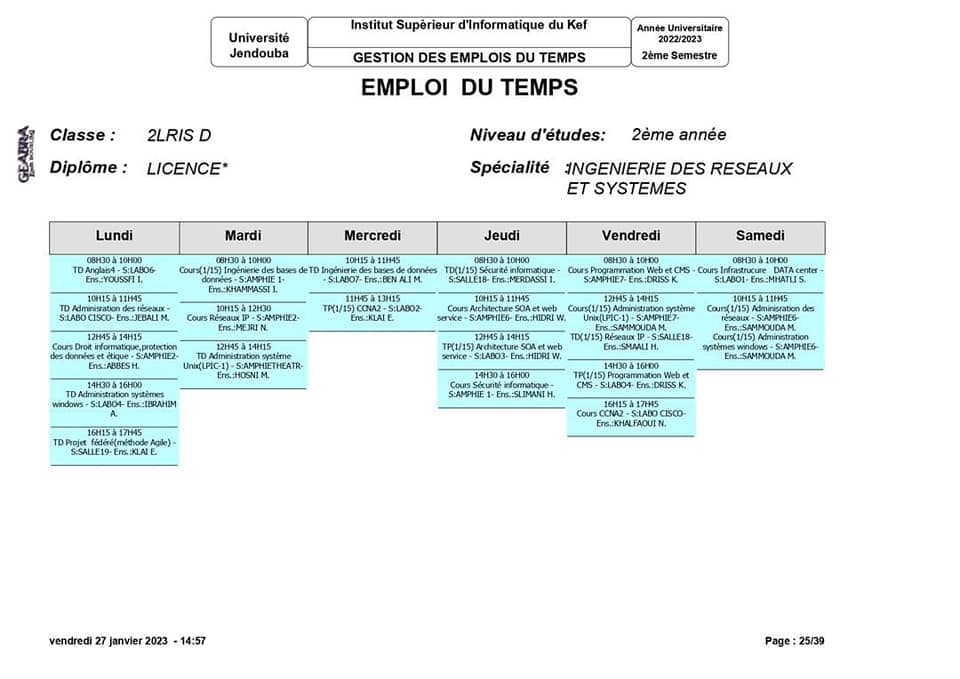 Université
Jendouba
Institut Supèrieur d'Informatique du Kef
GESTION DES EMPLOIS DU TEMPS
Année Universitaire
2022/2023
2ème Semestre
EMPLOI DU TEMPS
GEABRA
Classe : 2LRIS D
Niveau d'études: 2ème année
Diplôme : LICENCE*
Spécialité :INGENIERIE DES RESEAUX
ET SYSTEMES
Lundi
08H30 à 10H00
TD Anglais4 - S:LABO6-
Ens.:YOUSSFI I.
10H15 à 11H45
TD Adminisration des réseaux -
S:LABO CISCO- Ens.:JEBALI M.
12H45 à 14H15
Cours Droit informatique,protection
des données et étique - S:AMPHIE2-
Ens.:ABBES H.
14H30 à 16H00
TD Administration systèmes
windows - S:LABO4- Ens.:IBRAHIM
A.
16H15 à 17H45
TD Projet fédéré(méthode Agile) -
S:SALLE19- Ens.:KLAI E.
Mardi
08H30 à 10H00
Cours(1/15) Ingénierie des bases de
données - S:AMPHIE 1-
Ens.:KHAMMASSI I.
10H15 à 12H30
Cours Réseaux IP - S:AMPHIE2-
Ens.:MEJRI N.
12H45 à 14H15
TD Administration système
Unix(LPIC-1) - S:AMPHIETHEATR-
Ens.:HOSNI M.
Mercredi
10H15 à 11H45
TD Ingénierie des bases de données
- S:LABO7- Ens.:BEN ALI M.
11H45 à 13H15
TP(1/15) CCNA2 - S:LABO2-
Ens.:KLAI E.
Jeudi
08H30 à 10H00
TD(1/15) Sécurité informatique -
S:SALLE18- Ens.:MERDASSI I.
10H15 à 11H45
Cours Architecture SOA et web
service - S:AMPHIE6- Ens.:HIDRI W.
12H45 à 14H15
TP(1/15) Architecture SOA et web
service - S:LABO3- Ens.:HIDRI W.
14H30 à 16H00
Cours Sécurité informatique -
S:AMPHIE 1- Ens.:SLIMANI H.
Vendredi
08H30 à 10H00
Cours Programmation Web et CMS -
S:AMPHIE7- Ens.:DRISS K.
12H45 à 14H15
Cours(1/15) Administration système
Unix(LPIC-1) - S:AMPHIE7-
Ens.:SAMMOUDA M.
TD(1/15) Réseaux IP - S:SALLE18-
Ens.:SMAALI H.
14H30 à 16H00
TP(1/15) Programmation Web et
CMS - S:LABO4- Ens.:DRISS K.
16H15 à 17H45
Cours CCNA2 - S:LABO CISCO-
Ens.:KHALFAOUI N.
Samedi
08H30 à 10H00
Cours Infrastrucure DATA center -
S:LABO1- Ens.:MHATLI S.
10H15 à 11H45
Cours(1/15) Adminisration des
réseaux - S:AMPHIE6-
Ens.:SAMMOUDA M.
Cours(1/15) Administration
systèmes windows - S:AMPHIE6-
Ens.:SAMMOUDA M.
vendredi 27 janvier 2023 - 14:57
Page : 25/39